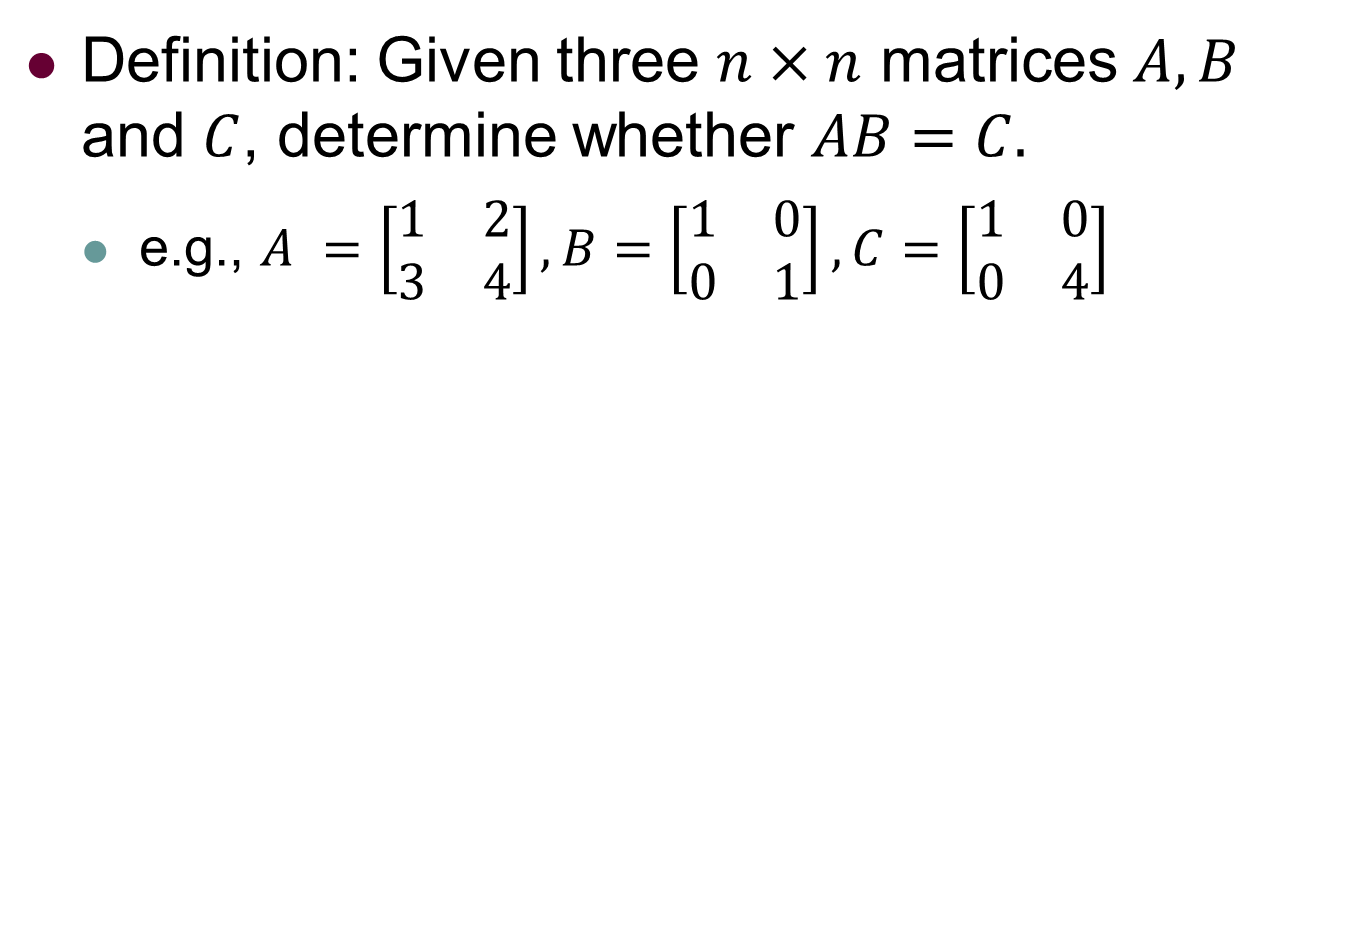 • Definition: Given three n × n matrices A, B
and C, determine whether AB = C.
• e.g., A = [1 2; 3 4], B = [1 0; 0 1], C = [1 0; 0 4]